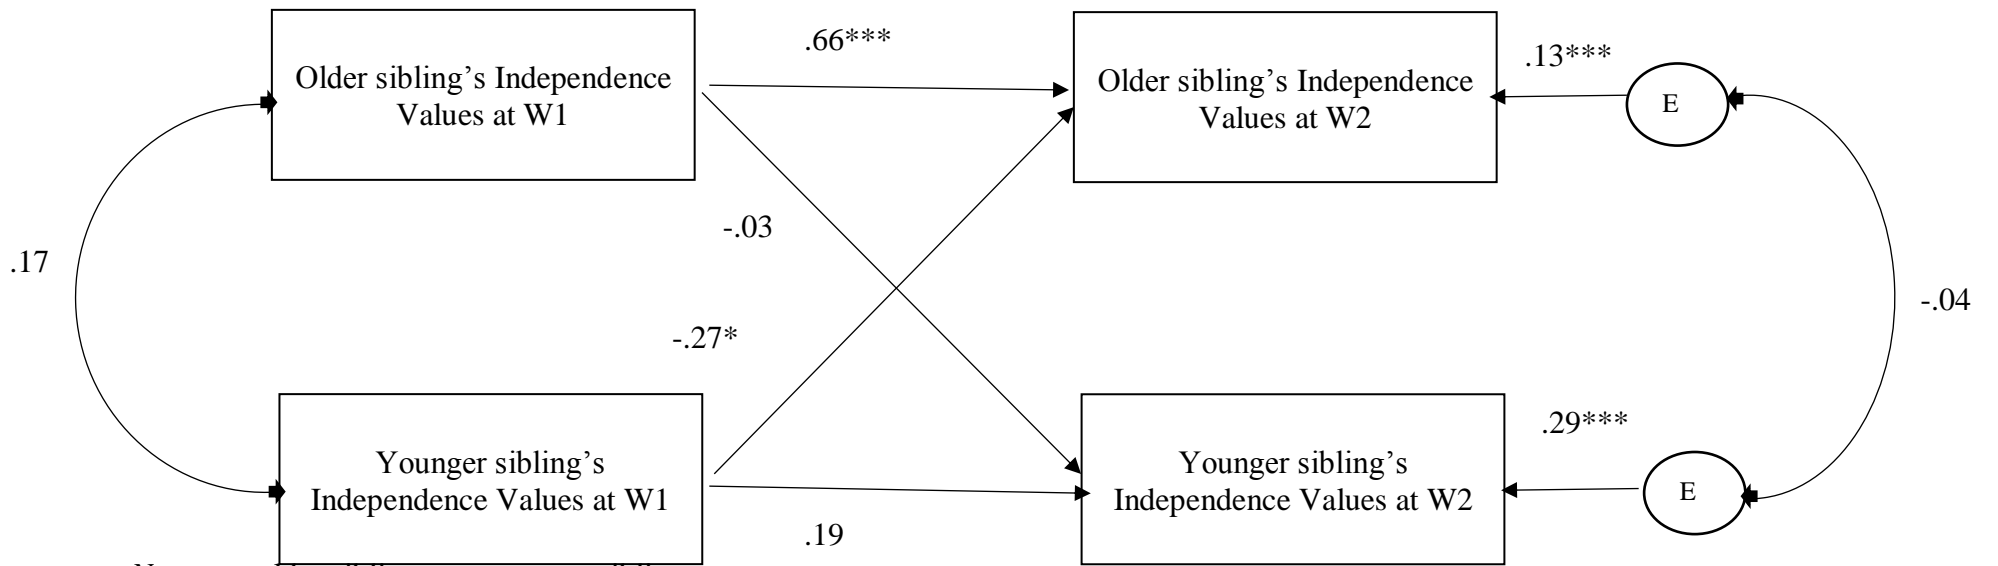 .66***
.13***
Older sibling’s Independence
Values at W1
Older sibling’s Independence
Values at W2
E
-.03
.17
-.04
-.27*
.29***
Younger sibling’s
Independence Values at W1
Younger sibling’s
Independence Values at W2
E
.19